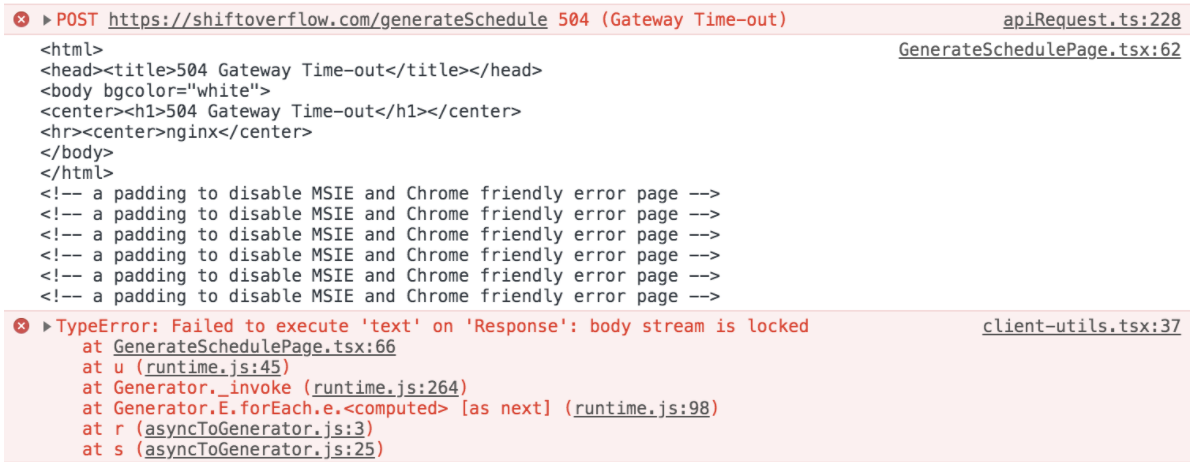 POST https://shiftoverflow.com/generateSchedule 504 (Gateway Time-out) apiRequest.ts:228
<html> GenerateSchedulePage.tsx:62
<head><title>504 Gateway Time-out</title></head>
<body bgcolor="white">
<center><h1>504 Gateway Time-out</h1></center>
<hr><center>nginx</center>
</body>
</html>
<!-- a padding to disable MSIE and Chrome friendly error page -->
<!-- a padding to disable MSIE and Chrome friendly error page -->
<!-- a padding to disable MSIE and Chrome friendly error page -->
<!-- a padding to disable MSIE and Chrome friendly error page -->
<!-- a padding to disable MSIE and Chrome friendly error page -->
<!-- a padding to disable MSIE and Chrome friendly error page -->
TypeError: Failed to execute 'text' on 'Response': body stream is locked client-utils.tsx:37
at GenerateSchedulePage.tsx:66
at u (runtime.js:45)
at Generator._invoke (runtime.js:264)
at Generator.E.forEach.e.<computed> [as next] (runtime.js:98)
at r (asyncToGenerator.js:3)
at s (asyncToGenerator.js:25)